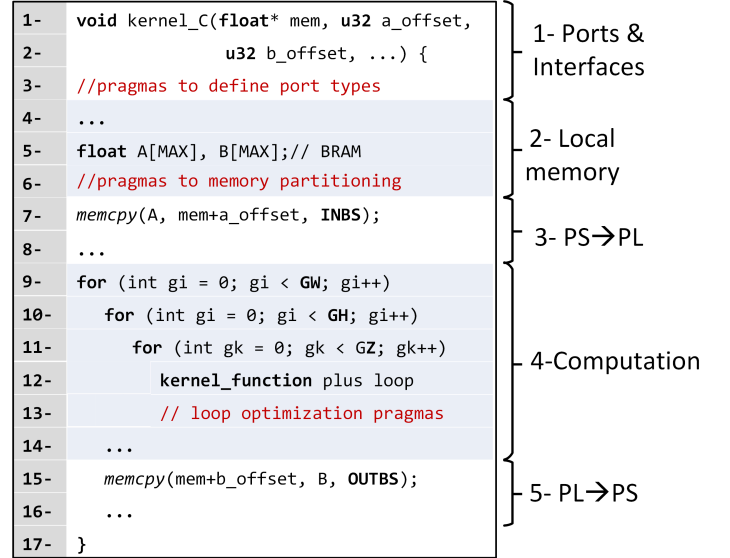 1- void kernel_C(float* mem, u32 a_offset,
2- u32 b_offset, ...) {
3- //pragmas to define port types
4- ...
5- float A[MAX], B[MAX];// BRAM
6- //pragmas to memory partitioning
7- memcpy(A, mem+a_offset, INBS);
8- ...
9- for (int gi = 0; gi < GW; gi++)
10- for (int gi = 0; gi < GH; gi++)
11- for (int gk = 0; gk < GZ; gk++)
12- kernel_function plus loop
13- // loop optimization pragmas
14- ...
15- memcpy(mem+b_offset, B, OUTBS);
16- ...
17- }
1- Ports &
Interfaces
2- Local
memory
3- PS→PL
4-Computation
5- PL→PS